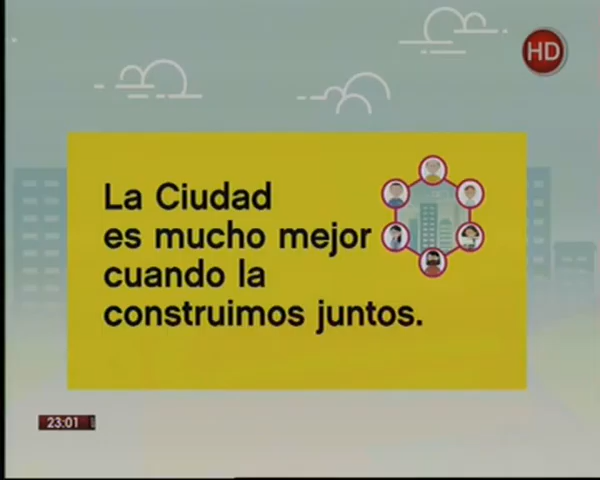 HD
La Ciudad
es mucho mejor
cuando la
construimos juntos.
23:01